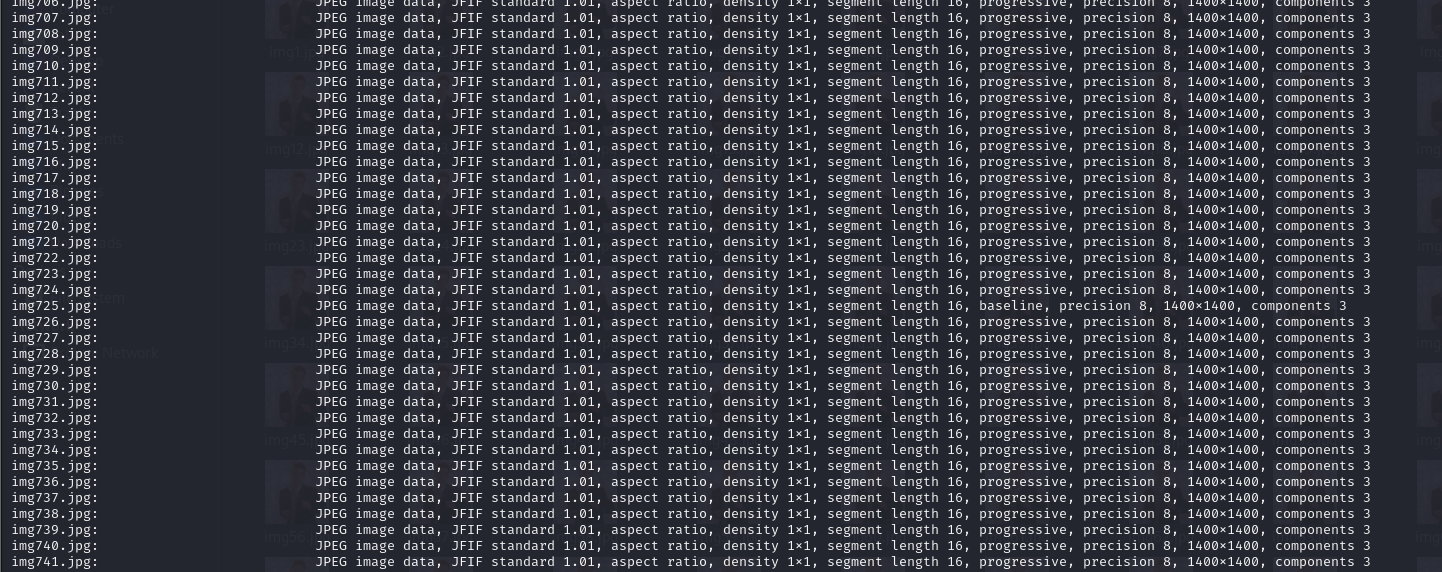 img706.jpg: JPEG image data, JFIF standard 1.01, aspect ratio, density 1×1, segment length 16, progressive, precision 8, 1400×1400, components 3
img707.jpg: JPEG image data, JFIF standard 1.01, aspect ratio, density 1×1, segment length 16, progressive, precision 8, 1400×1400, components 3
img708.jpg: JPEG image data, JFIF standard 1.01, aspect ratio, density 1×1, segment length 16, progressive, precision 8, 1400×1400, components 3
img709.jpg: JPEG image data, JFIF standard 1.01, aspect ratio, density 1×1, segment length 16, progressive, precision 8, 1400×1400, components 3
img710.jpg: JPEG image data, JFIF standard 1.01, aspect ratio, density 1×1, segment length 16, progressive, precision 8, 1400×1400, components 3
img711.jpg: JPEG image data, JFIF standard 1.01, aspect ratio, density 1×1, segment length 16, progressive, precision 8, 1400×1400, components 3
img712.jpg: JPEG image data, JFIF standard 1.01, aspect ratio, density 1×1, segment length 16, progressive, precision 8, 1400×1400, components 3
img713.jpg: JPEG image data, JFIF standard 1.01, aspect ratio, density 1×1, segment length 16, progressive, precision 8, 1400×1400, components 3
img714.jpg: JPEG image data, JFIF standard 1.01, aspect ratio, density 1×1, segment length 16, progressive, precision 8, 1400×1400, components 3
img715.jpg: JPEG image data, JFIF standard 1.01, aspect ratio, density 1×1, segment length 16, progressive, precision 8, 1400×1400, components 3
img716.jpg: JPEG image data, JFIF standard 1.01, aspect ratio, density 1×1, segment length 16, progressive, precision 8, 1400×1400, components 3
img717.jpg: JPEG image data, JFIF standard 1.01, aspect ratio, density 1×1, segment length 16, progressive, precision 8, 1400×1400, components 3
img718.jpg: JPEG image data, JFIF standard 1.01, aspect ratio, density 1×1, segment length 16, progressive, precision 8, 1400×1400, components 3
img719.jpg: JPEG image data, JFIF standard 1.01, aspect ratio, density 1×1, segment length 16, progressive, precision 8, 1400×1400, components 3
img720.jpg: JPEG image data, JFIF standard 1.01, aspect ratio, density 1×1, segment length 16, progressive, precision 8, 1400×1400, components 3
img721.jpg: JPEG image data, JFIF standard 1.01, aspect ratio, density 1×1, segment length 16, progressive, precision 8, 1400×1400, components 3
img722.jpg: JPEG image data, JFIF standard 1.01, aspect ratio, density 1×1, segment length 16, progressive, precision 8, 1400×1400, components 3
img723.jpg: JPEG image data, JFIF standard 1.01, aspect ratio, density 1×1, segment length 16, progressive, precision 8, 1400×1400, components 3
img724.jpg: JPEG image data, JFIF standard 1.01, aspect ratio, density 1×1, segment length 16, progressive, precision 8, 1400×1400, components 3
img725.jpg: JPEG image data, JFIF standard 1.01, aspect ratio, density 1×1, segment length 16, baseline, precision 8, 1400×1400, components 3
img726.jpg: JPEG image data, JFIF standard 1.01, aspect ratio, density 1×1, segment length 16, progressive, precision 8, 1400×1400, components 3
img727.jpg: JPEG image data, JFIF standard 1.01, aspect ratio, density 1×1, segment length 16, progressive, precision 8, 1400×1400, components 3
img728.jpg: JPEG image data, JFIF standard 1.01, aspect ratio, density 1×1, segment length 16, progressive, precision 8, 1400×1400, components 3
img729.jpg: JPEG image data, JFIF standard 1.01, aspect ratio, density 1×1, segment length 16, progressive, precision 8, 1400×1400, components 3
img730.jpg: JPEG image data, JFIF standard 1.01, aspect ratio, density 1×1, segment length 16, progressive, precision 8, 1400×1400, components 3
img731.jpg: JPEG image data, JFIF standard 1.01, aspect ratio, density 1×1, segment length 16, progressive, precision 8, 1400×1400, components 3
img732.jpg: JPEG image data, JFIF standard 1.01, aspect ratio, density 1×1, segment length 16, progressive, precision 8, 1400×1400, components 3
img733.jpg: JPEG image data, JFIF standard 1.01, aspect ratio, density 1×1, segment length 16, progressive, precision 8, 1400×1400, components 3
img734.jpg: JPEG image data, JFIF standard 1.01, aspect ratio, density 1×1, segment length 16, progressive, precision 8, 1400×1400, components 3
img735.jpg: JPEG image data, JFIF standard 1.01, aspect ratio, density 1×1, segment length 16, progressive, precision 8, 1400×1400, components 3
img736.jpg: JPEG image data, JFIF standard 1.01, aspect ratio, density 1×1, segment length 16, progressive, precision 8, 1400×1400, components 3
img737.jpg: JPEG image data, JFIF standard 1.01, aspect ratio, density 1×1, segment length 16, progressive, precision 8, 1400×1400, components 3
img738.jpg: JPEG image data, JFIF standard 1.01, aspect ratio, density 1×1, segment length 16, progressive, precision 8, 1400×1400, components 3
img739.jpg: JPEG image data, JFIF standard 1.01, aspect ratio, density 1×1, segment length 16, progressive, precision 8, 1400×1400, components 3
img740.jpg: JPEG image data, JFIF standard 1.01, aspect ratio, density 1×1, segment length 16, progressive, precision 8, 1400×1400, components 3
img741.jpg: JPEG image data, JFIF standard 1.01, aspect ratio, density 1×1, segment length 16, progressive, precision 8, 1400×1400, components 3